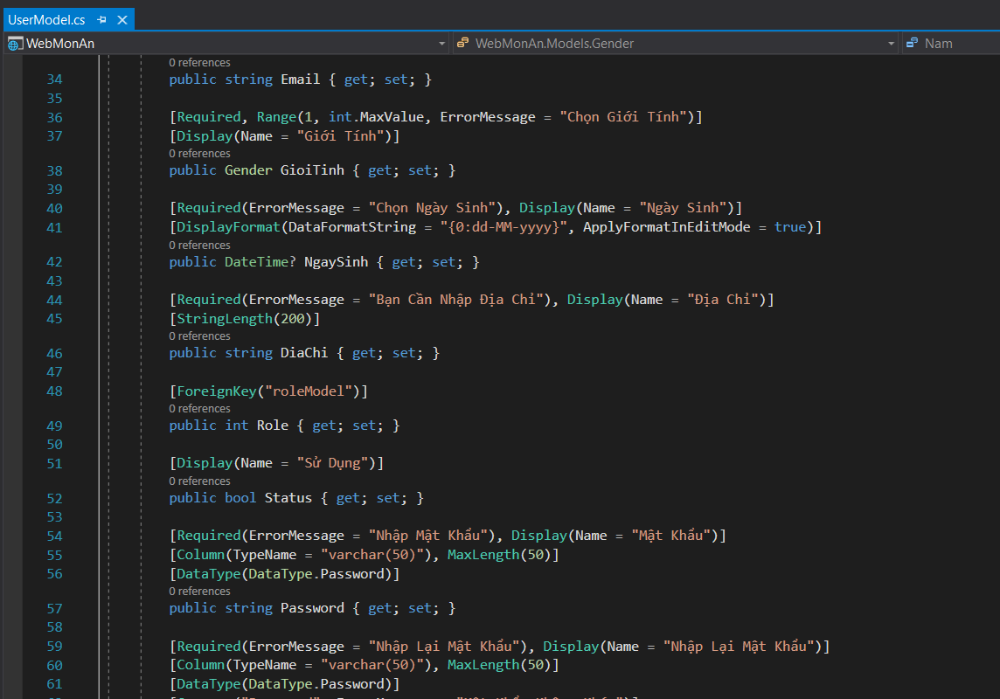 UserModel.cs
WebMonAn WebMonAn.Models.Gender Nam
0 references
34 public string Email { get; set; }
35
36 [Required, Range(1, int.MaxValue, ErrorMessage = "Chọn Giới Tính")]
37 [Display(Name = "Giới Tính")]
0 references
38 public Gender GioiTinh { get; set; }
39
40 [Required(ErrorMessage = "Chọn Ngày Sinh"), Display(Name = "Ngày Sinh")]
41 [DisplayFormat(DataFormatString = "{0:dd-MM-yyyy}", ApplyFormatInEditMode = true)]
0 references
42 public DateTime? NgaySinh { get; set; }
43
44 [Required(ErrorMessage = "Bạn Cần Nhập Địa Chỉ"), Display(Name = "Địa Chỉ")]
45 [StringLength(200)]
0 references
46 public string DiaChi { get; set; }
47
48 [ForeignKey("roleModel")]
0 references
49 public int Role { get; set; }
50
51 [Display(Name = "Sử Dụng")]
0 references
52 public bool Status { get; set; }
53
54 [Required(ErrorMessage = "Nhập Mật Khẩu"), Display(Name = "Mật Khẩu")]
55 [Column(TypeName = "varchar(50)"), MaxLength(50)]
56 [DataType(DataType.Password)]
0 references
57 public string Password { get; set; }
58
59 [Required(ErrorMessage = "Nhập Lại Mật Khẩu"), Display(Name = "Nhập Lại Mật Khẩu")]
60 [Column(TypeName = "varchar(50)"), MaxLength(50)]
61 [DataType(DataType.Password)]